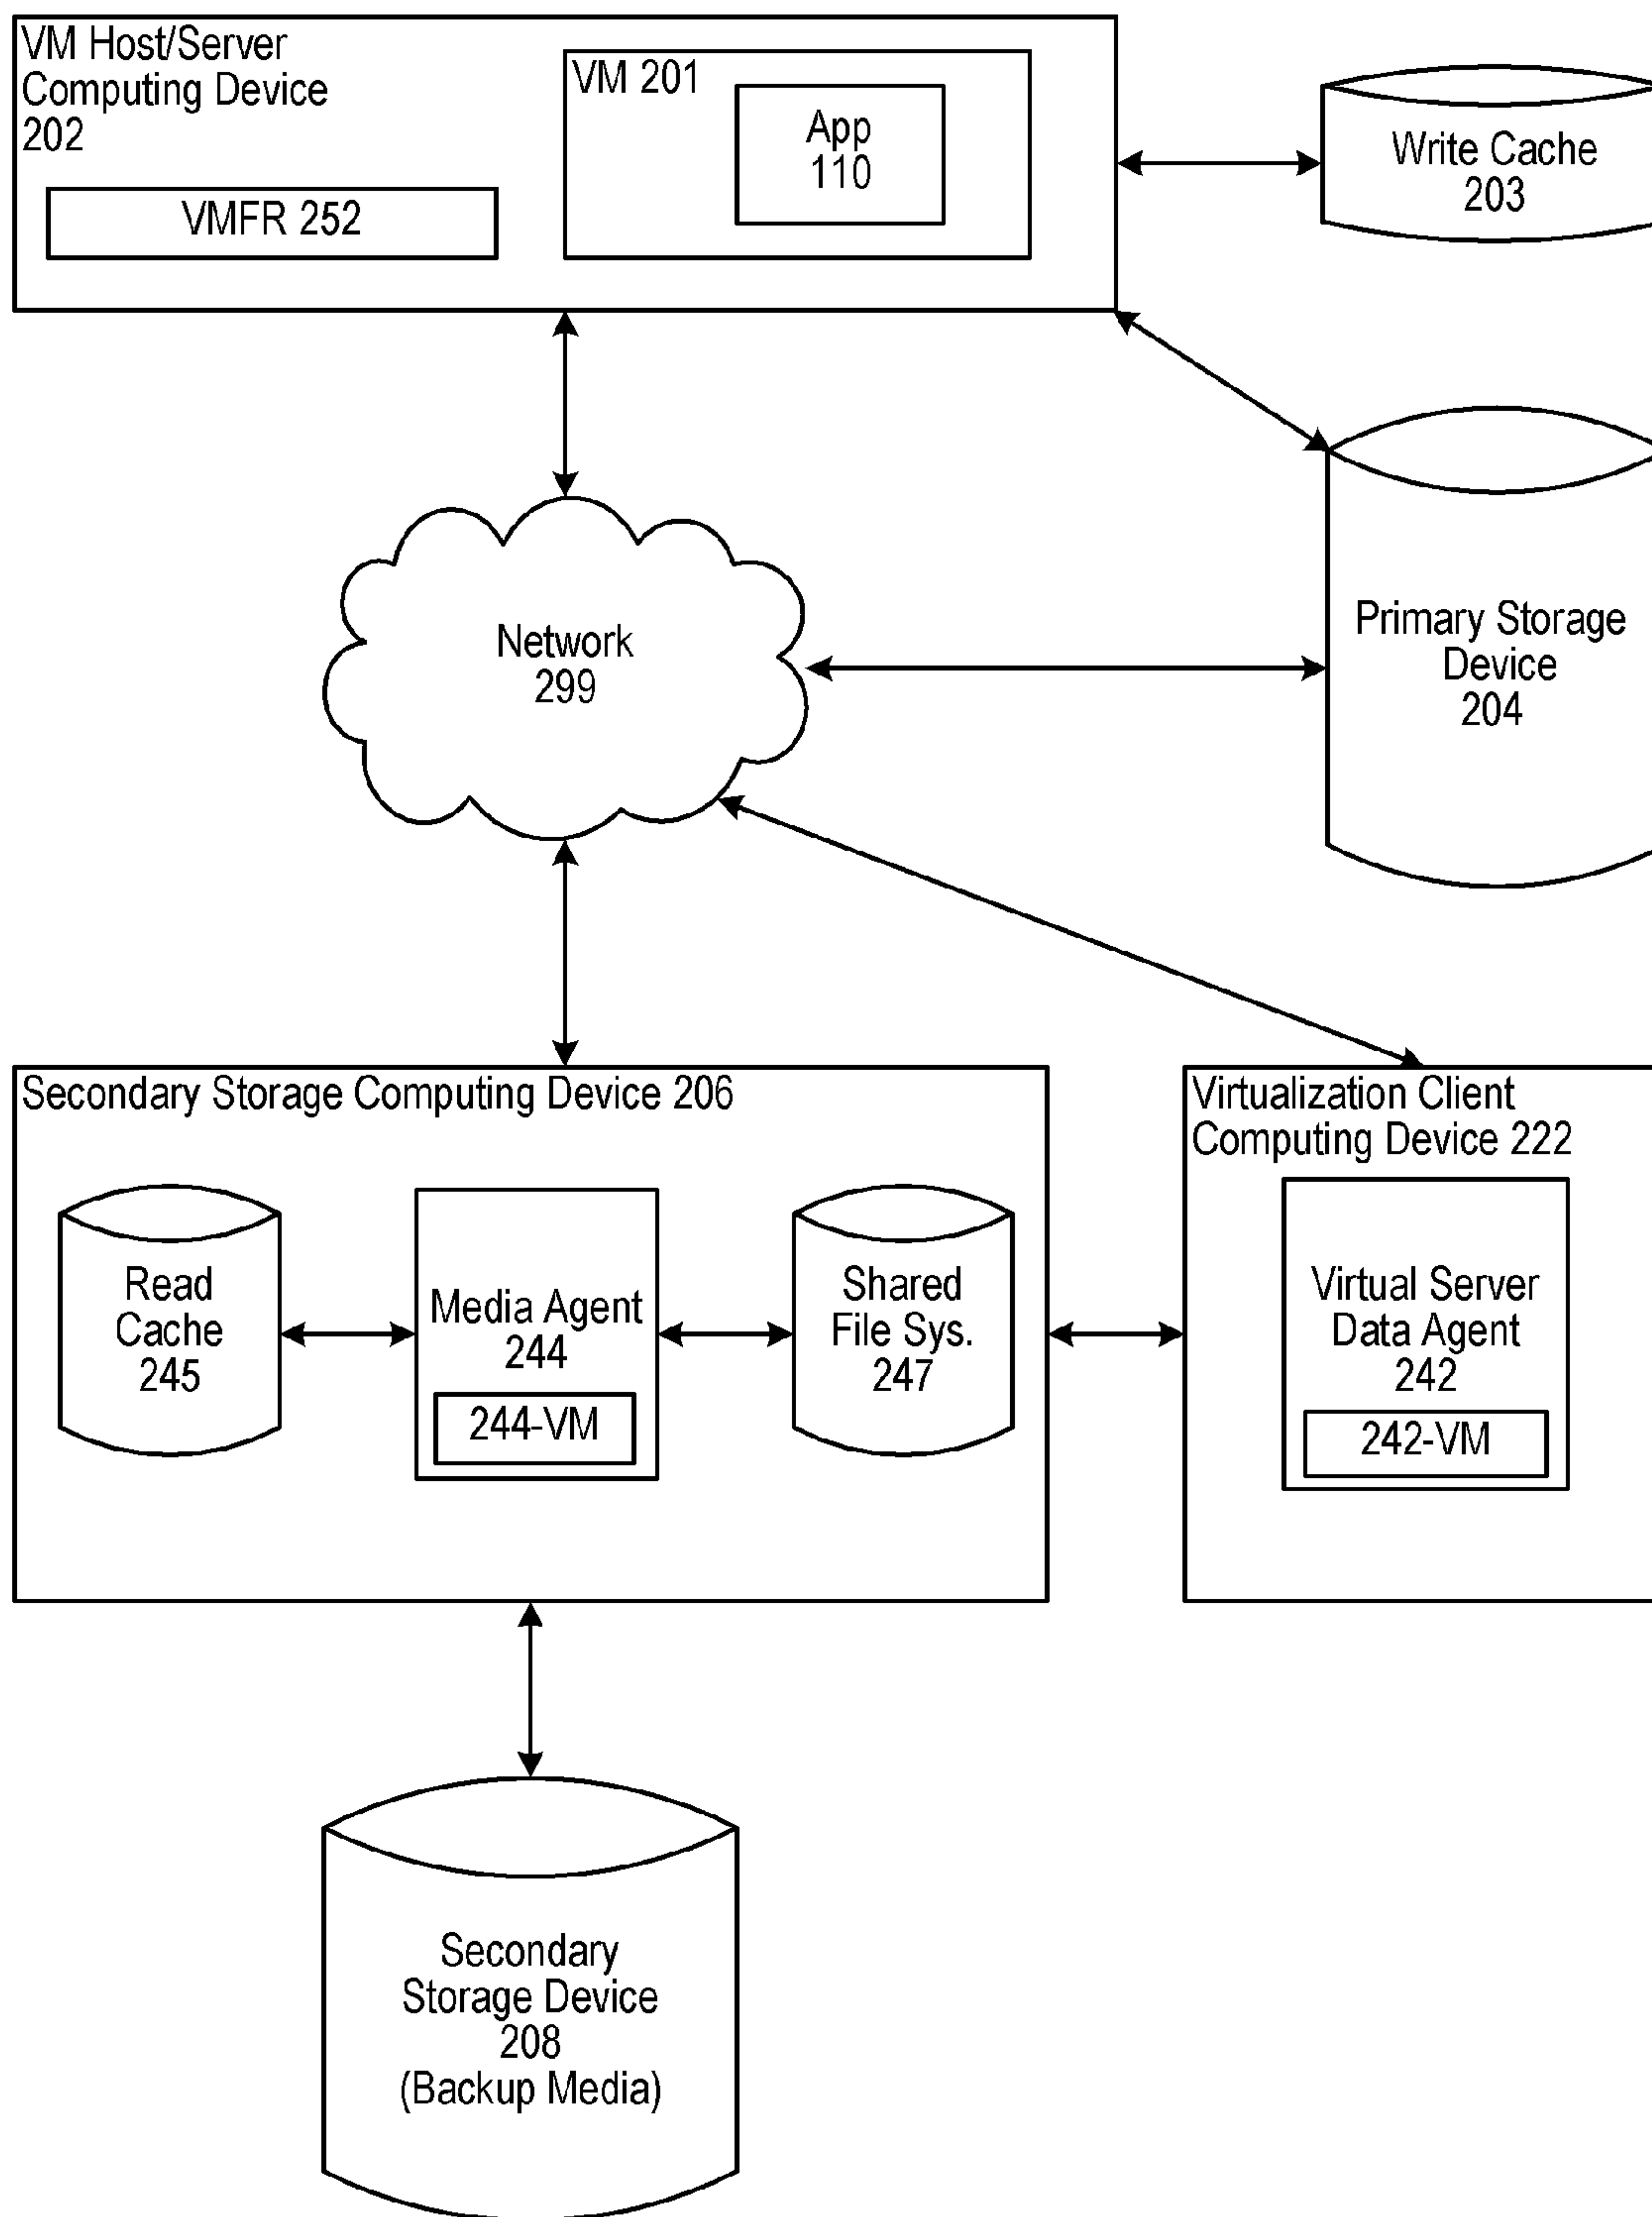 VM Host/Server
Computing Device
202
VMFR 252
VM 201
App
110
Write Cache
203
Network
299
Primary Storage
Device
204
Secondary Storage Computing Device 206
Read
Cache
245
Media Agent
244
244-VM
Shared
File Sys.
247
Virtualization Client
Computing Device 222
Virtual Server
Data Agent
242
242-VM
Secondary
Storage Device
208
(Backup Media)